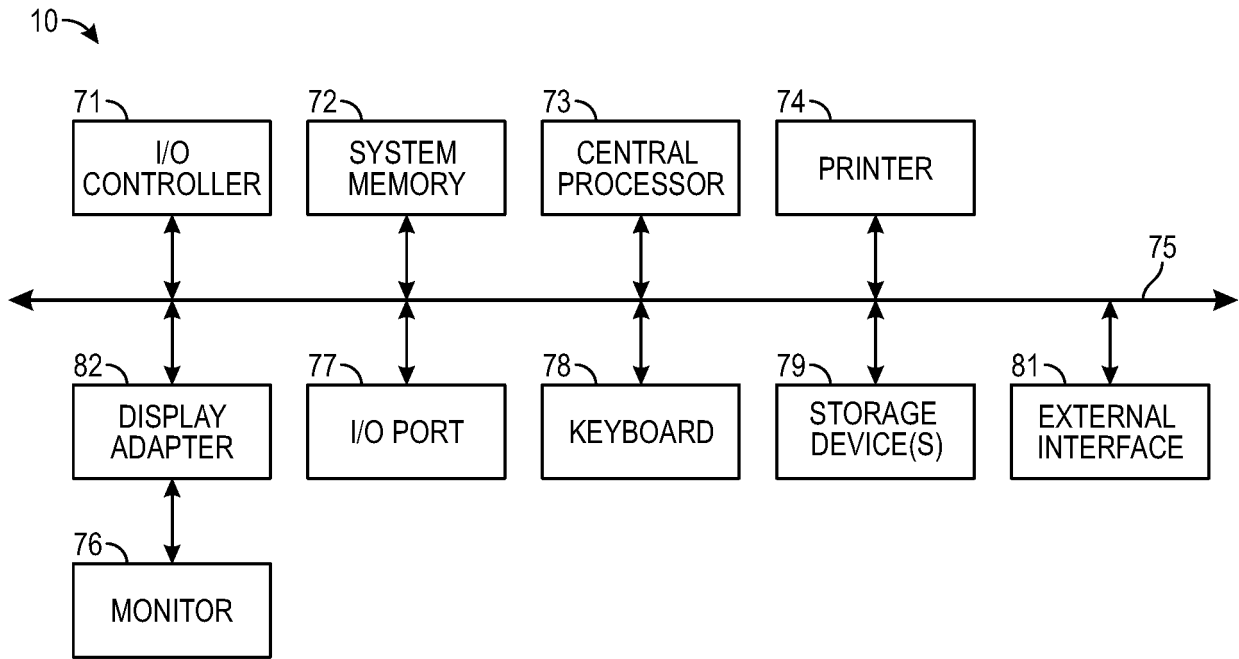 10
71
I/O
CONTROLLER
72
SYSTEM
MEMORY
73
CENTRAL
PROCESSOR
74
PRINTER
75
82
DISPLAY
ADAPTER
77
I/O PORT
78
KEYBOARD
79
STORAGE
DEVICE(S)
81
EXTERNAL
INTERFACE
76
MONITOR